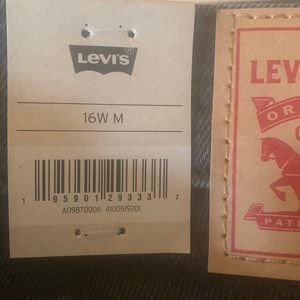 LEVI'S
®
16W M
1 95901 29333 7
A09870006 410051920I
LEV
OR
PAT